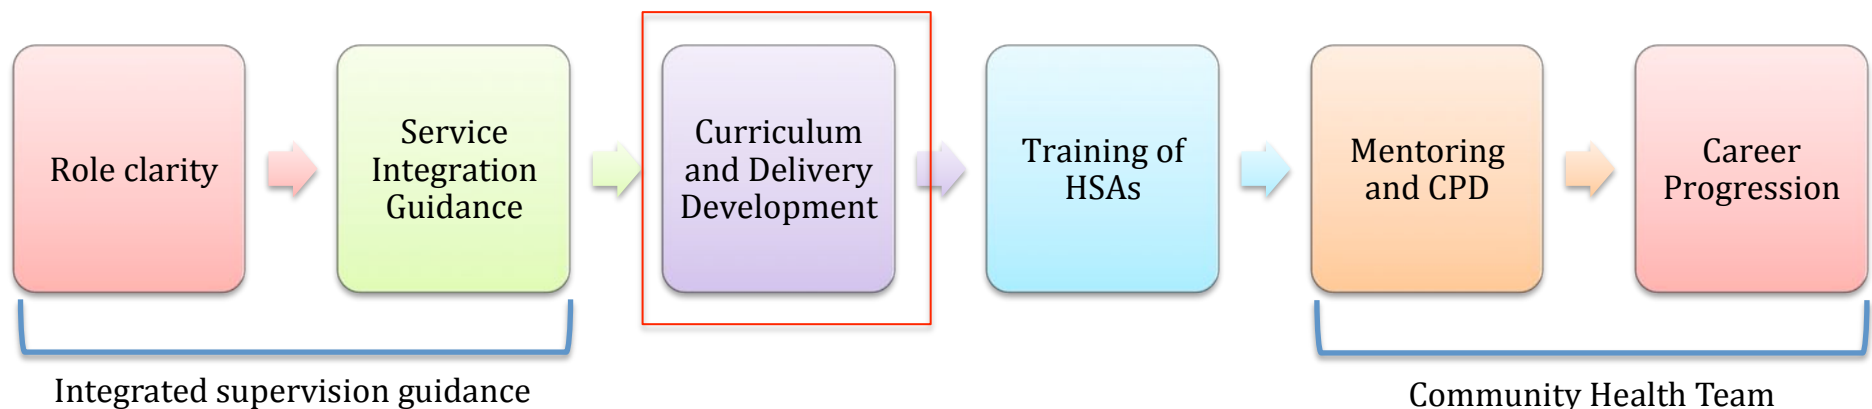 Role clarity
Service
Integration
Guidance
Curriculum
and Delivery
Development
Training of
HSAs
Mentoring
and CPD
Career
Progression
Integrated supervision guidance
Community Health Team